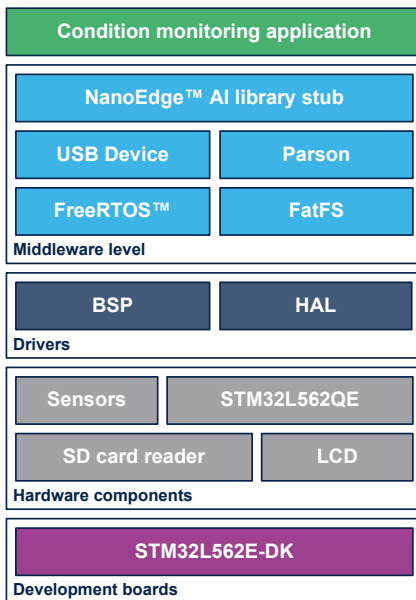 Condition monitoring application
NanoEdge™ AI library stub
USB Device
Parson
FreeRTOS™
FatFS
Middleware level
BSP
HAL
Drivers
Sensors
STM32L562QE
SD card reader
LCD
Hardware components
STM32L562E-DK
Development boards